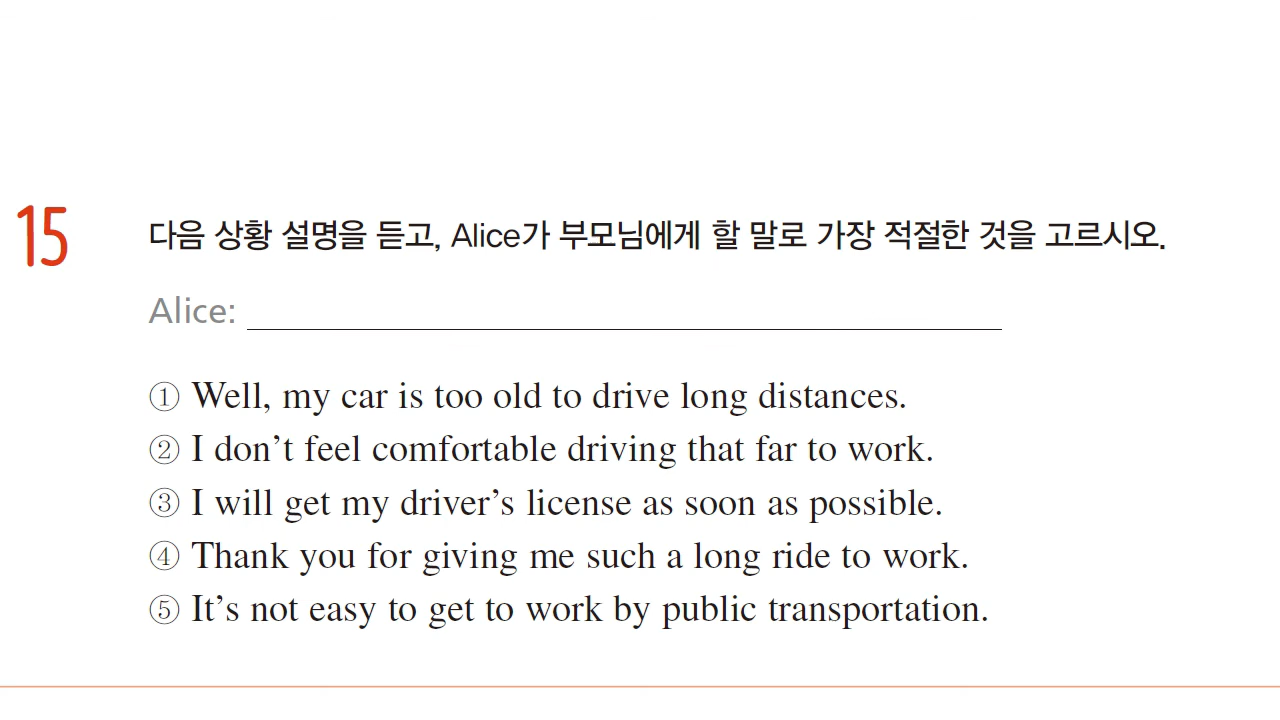 15
다음 상황 설명을 듣고, Alice가 부모님에게 할 말로 가장 적절한 것을 고르시오.
Alice:
① Well, my car is too old to drive long distances.
② I don’t feel comfortable driving that far to work.
③ I will get my driver’s license as soon as possible.
④ Thank you for giving me such a long ride to work.
⑤ It’s not easy to get to work by public transportation.